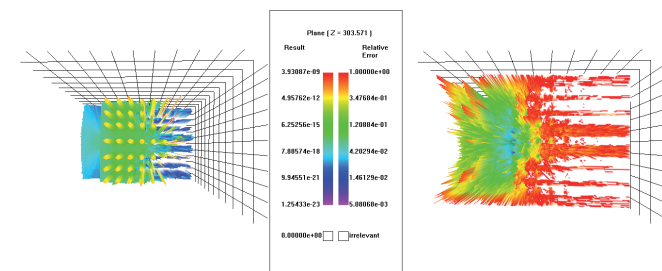 Plane ( Z = 303.571 )
Result Relative Error
3.93087e-09 1.00000e+00
4.95762e-12 3.47684e-01
6.25256e-15 1.20884e-01
7.88574e-18 4.20294e-02
9.94551e-21 1.46129e-02
1.25433e-23 5.08068e-03
0.00000e+00 irrelevant